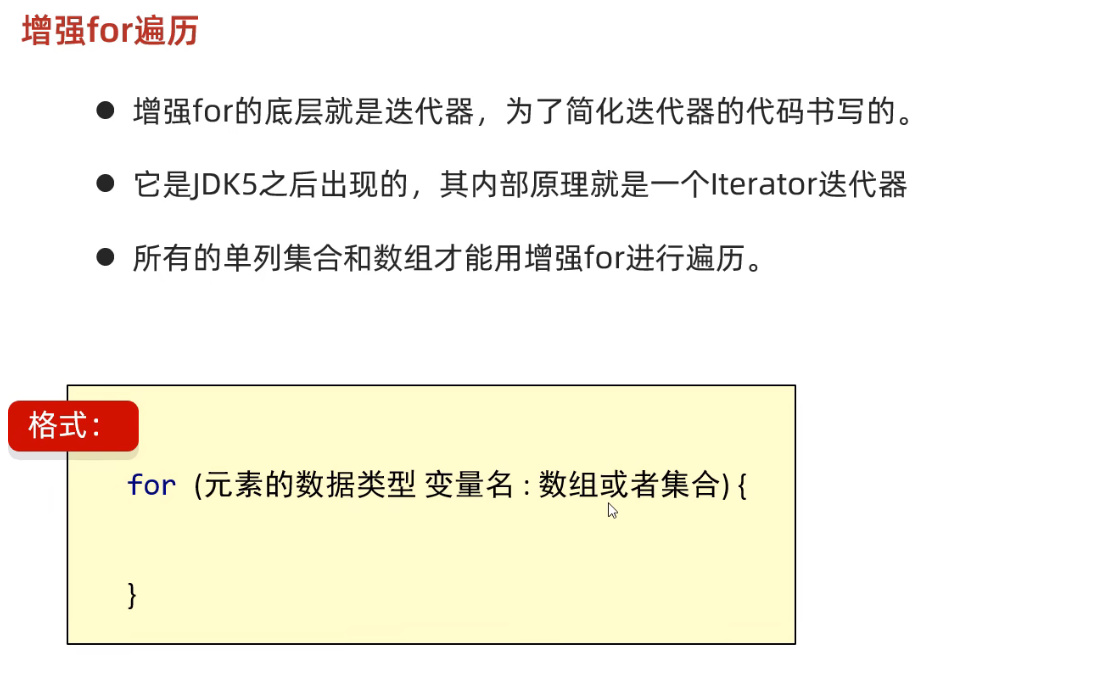 增强for遍历
● 增强for的底层就是迭代器，为了简化迭代器的代码书写的。
● 它是JDK5之后出现的，其内部原理就是一个Iterator迭代器
● 所有的单列集合和数组才能用增强for进行遍历。
格式：
for (元素的数据类型 变量名 : 数组或者集合) {
}